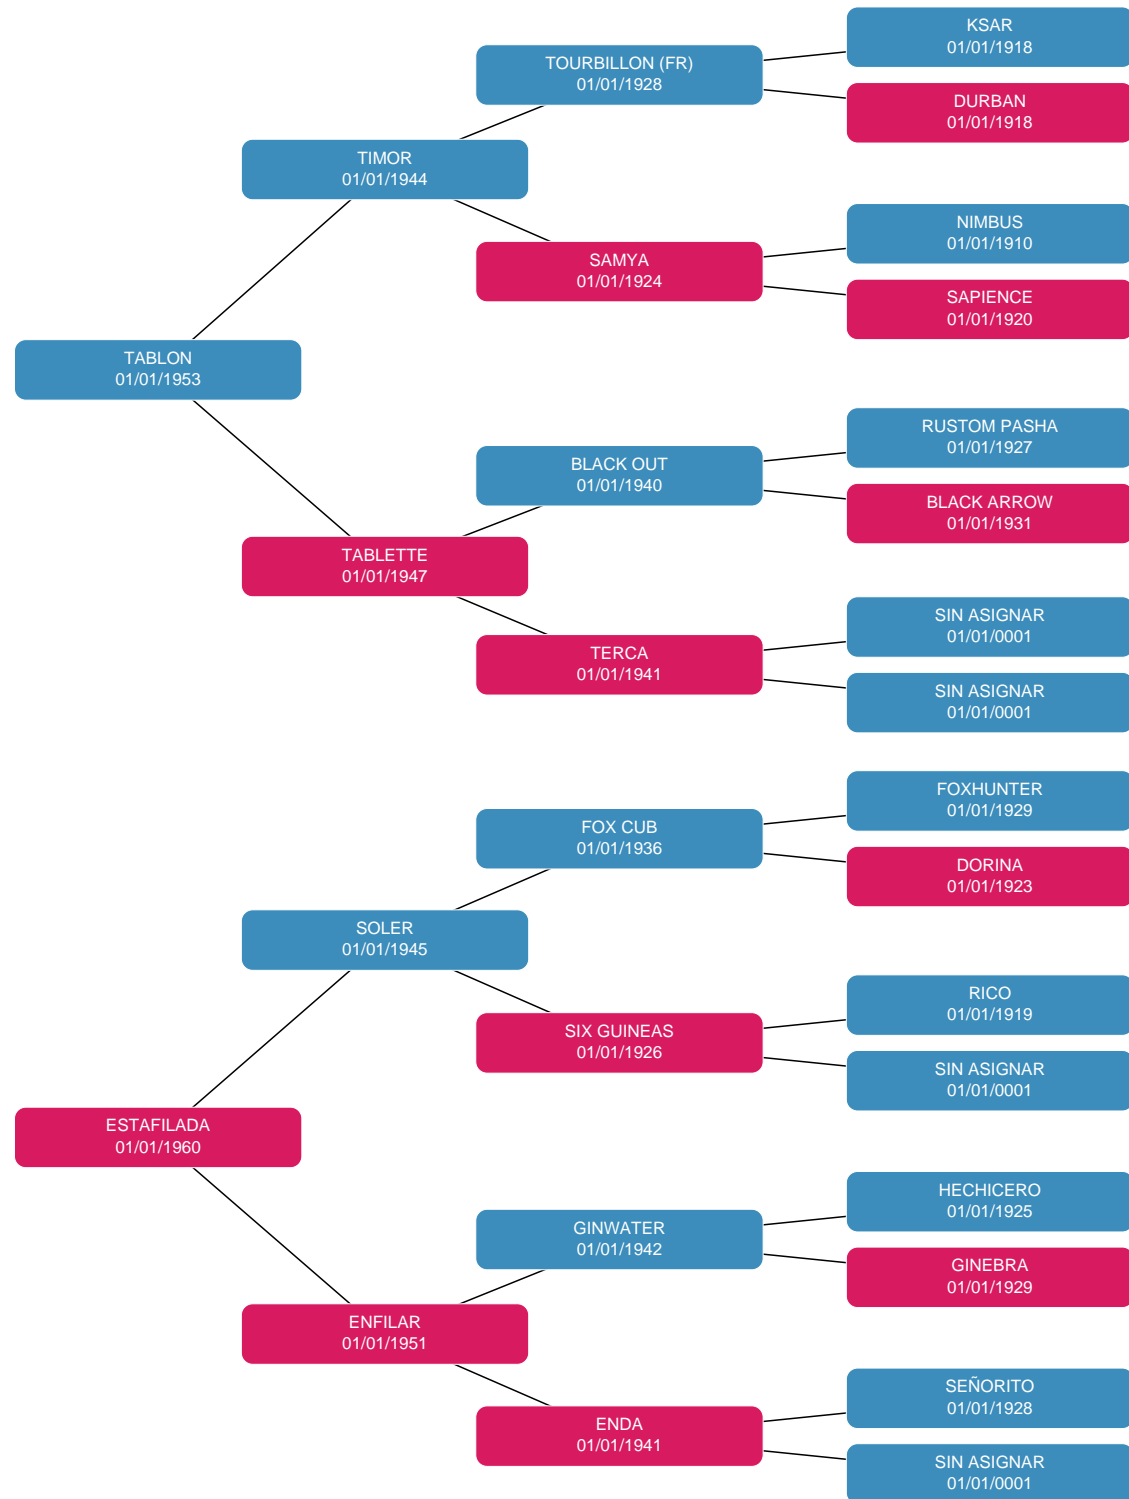 KSAR
01/01/1918
TOURBILLON (FR)
01/01/1928
DURBAN
01/01/1918
TIMOR
01/01/1944
NIMBUS
01/01/1910
SAMYA
01/01/1924
SAPIENCE
01/01/1920
TABLON
01/01/1953
RUSTOM PASHA
01/01/1927
BLACK OUT
01/01/1940
BLACK ARROW
01/01/1931
TABLETTE
01/01/1947
SIN ASIGNAR
01/01/0001
TERCA
01/01/1941
SIN ASIGNAR
01/01/0001
FOXHUNTER
01/01/1929
FOX CUB
01/01/1936
DORINA
01/01/1923
SOLER
01/01/1945
RICO
01/01/1919
SIX GUINEAS
01/01/1926
SIN ASIGNAR
01/01/0001
ESTAFILADA
01/01/1960
HECHICERO
01/01/1925
GINWATER
01/01/1942
GINEBRA
01/01/1929
ENFILAR
01/01/1951
SEÑORITO
01/01/1928
ENDA
01/01/1941
SIN ASIGNAR
01/01/0001